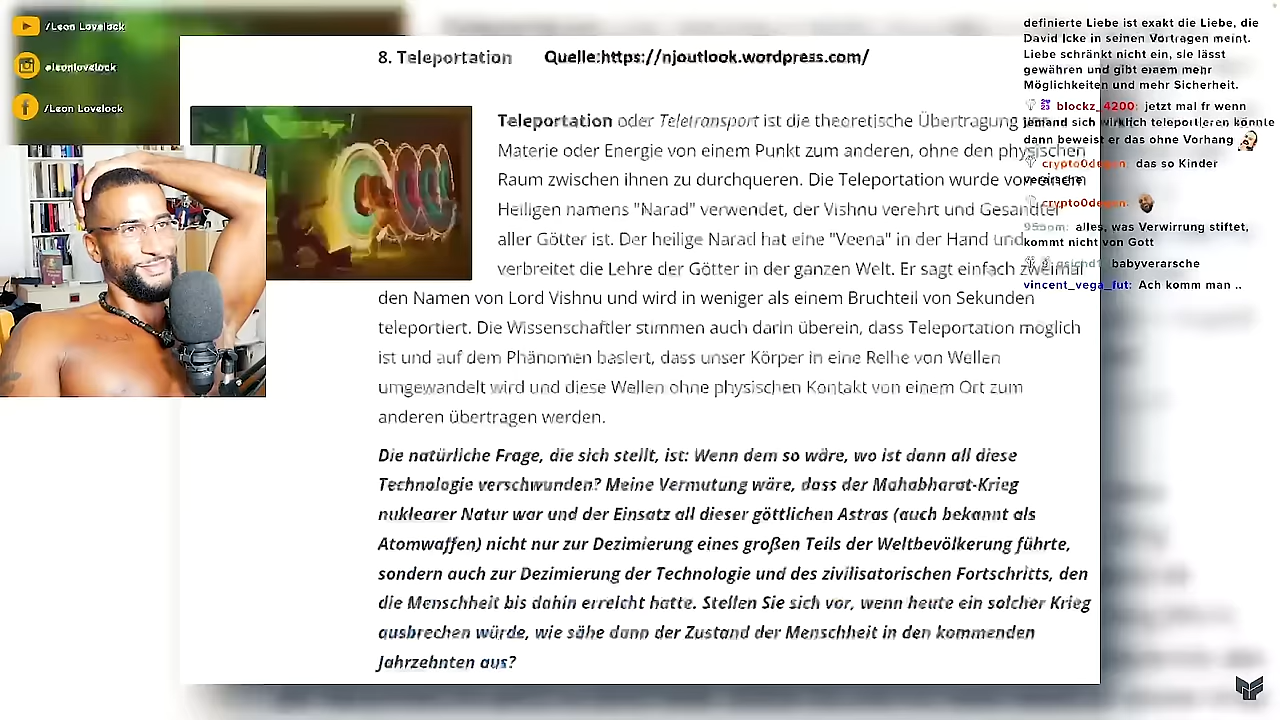 /Leon Lovelock
@leonlovelock
/Leon Lovelock
8. Teleportation Quelle:https://njoutlook.wordpress.com/
Teleportation oder Teletransport ist die theoretische Übertragung von
Materie oder Energie von einem Punkt zum anderen, ohne den physischen
Raum zwischen ihnen zu durchqueren. Die Teleportation wurde von einem
Heiligen namens "Narad" verwendet, der Vishnu verehrt und Gesandter
aller Götter ist. Der heilige Narad hat eine "Veena" in der Hand und
verbreitet die Lehre der Götter in der ganzen Welt. Er sagt einfach zweimal
den Namen von Lord Vishnu und wird in weniger als einem Bruchteil von Sekunden
teleportiert. Die Wissenschaftler stimmen auch darin überein, dass Teleportation möglich
ist und auf dem Phänomen basiert, dass unser Körper in eine Reihe von Wellen
umgewandelt wird und diese Wellen ohne physischen Kontakt von einem Ort zum
anderen übertragen werden.
Die natürliche Frage, die sich stellt, ist: Wenn dem so wäre, wo ist dann all diese
Technologie verschwunden? Meine Vermutung wäre, dass der Mahabharat-Krieg
nuklearer Natur war und der Einsatz all dieser göttlichen Astras (auch bekannt als
Atomwaffen) nicht nur zur Dezimierung eines großen Teils der Weltbevölkerung führte,
sondern auch zur Dezimierung der Technologie und des zivilisatorischen Fortschritts, den
die Menschheit bis dahin erreicht hatte. Stellen Sie sich vor, wenn heute ein solcher Krieg
ausbrechen würde, wie sähe dann der Zustand der Menschheit in den kommenden
Jahrzehnten aus?
definierte Liebe ist exakt die Liebe, die
David Icke in seinen Vorträgen meint.
Liebe schränkt nicht ein, sie lässt
gewähren und gibt einem mehr
Möglichkeiten und mehr Sicherheit.
blockz_4200: jetzt mal fr wenn
jemand sich wirklich teleportieren könnte
dann beweist er das ohne Vorhang
crypto0degen: das so Kinder
verarsche
crypto0degen:
alles, was Verwirrung stiftet,
kommt nicht von Gott
babyverarsche
vincent_vega_fut: Ach komm man ..